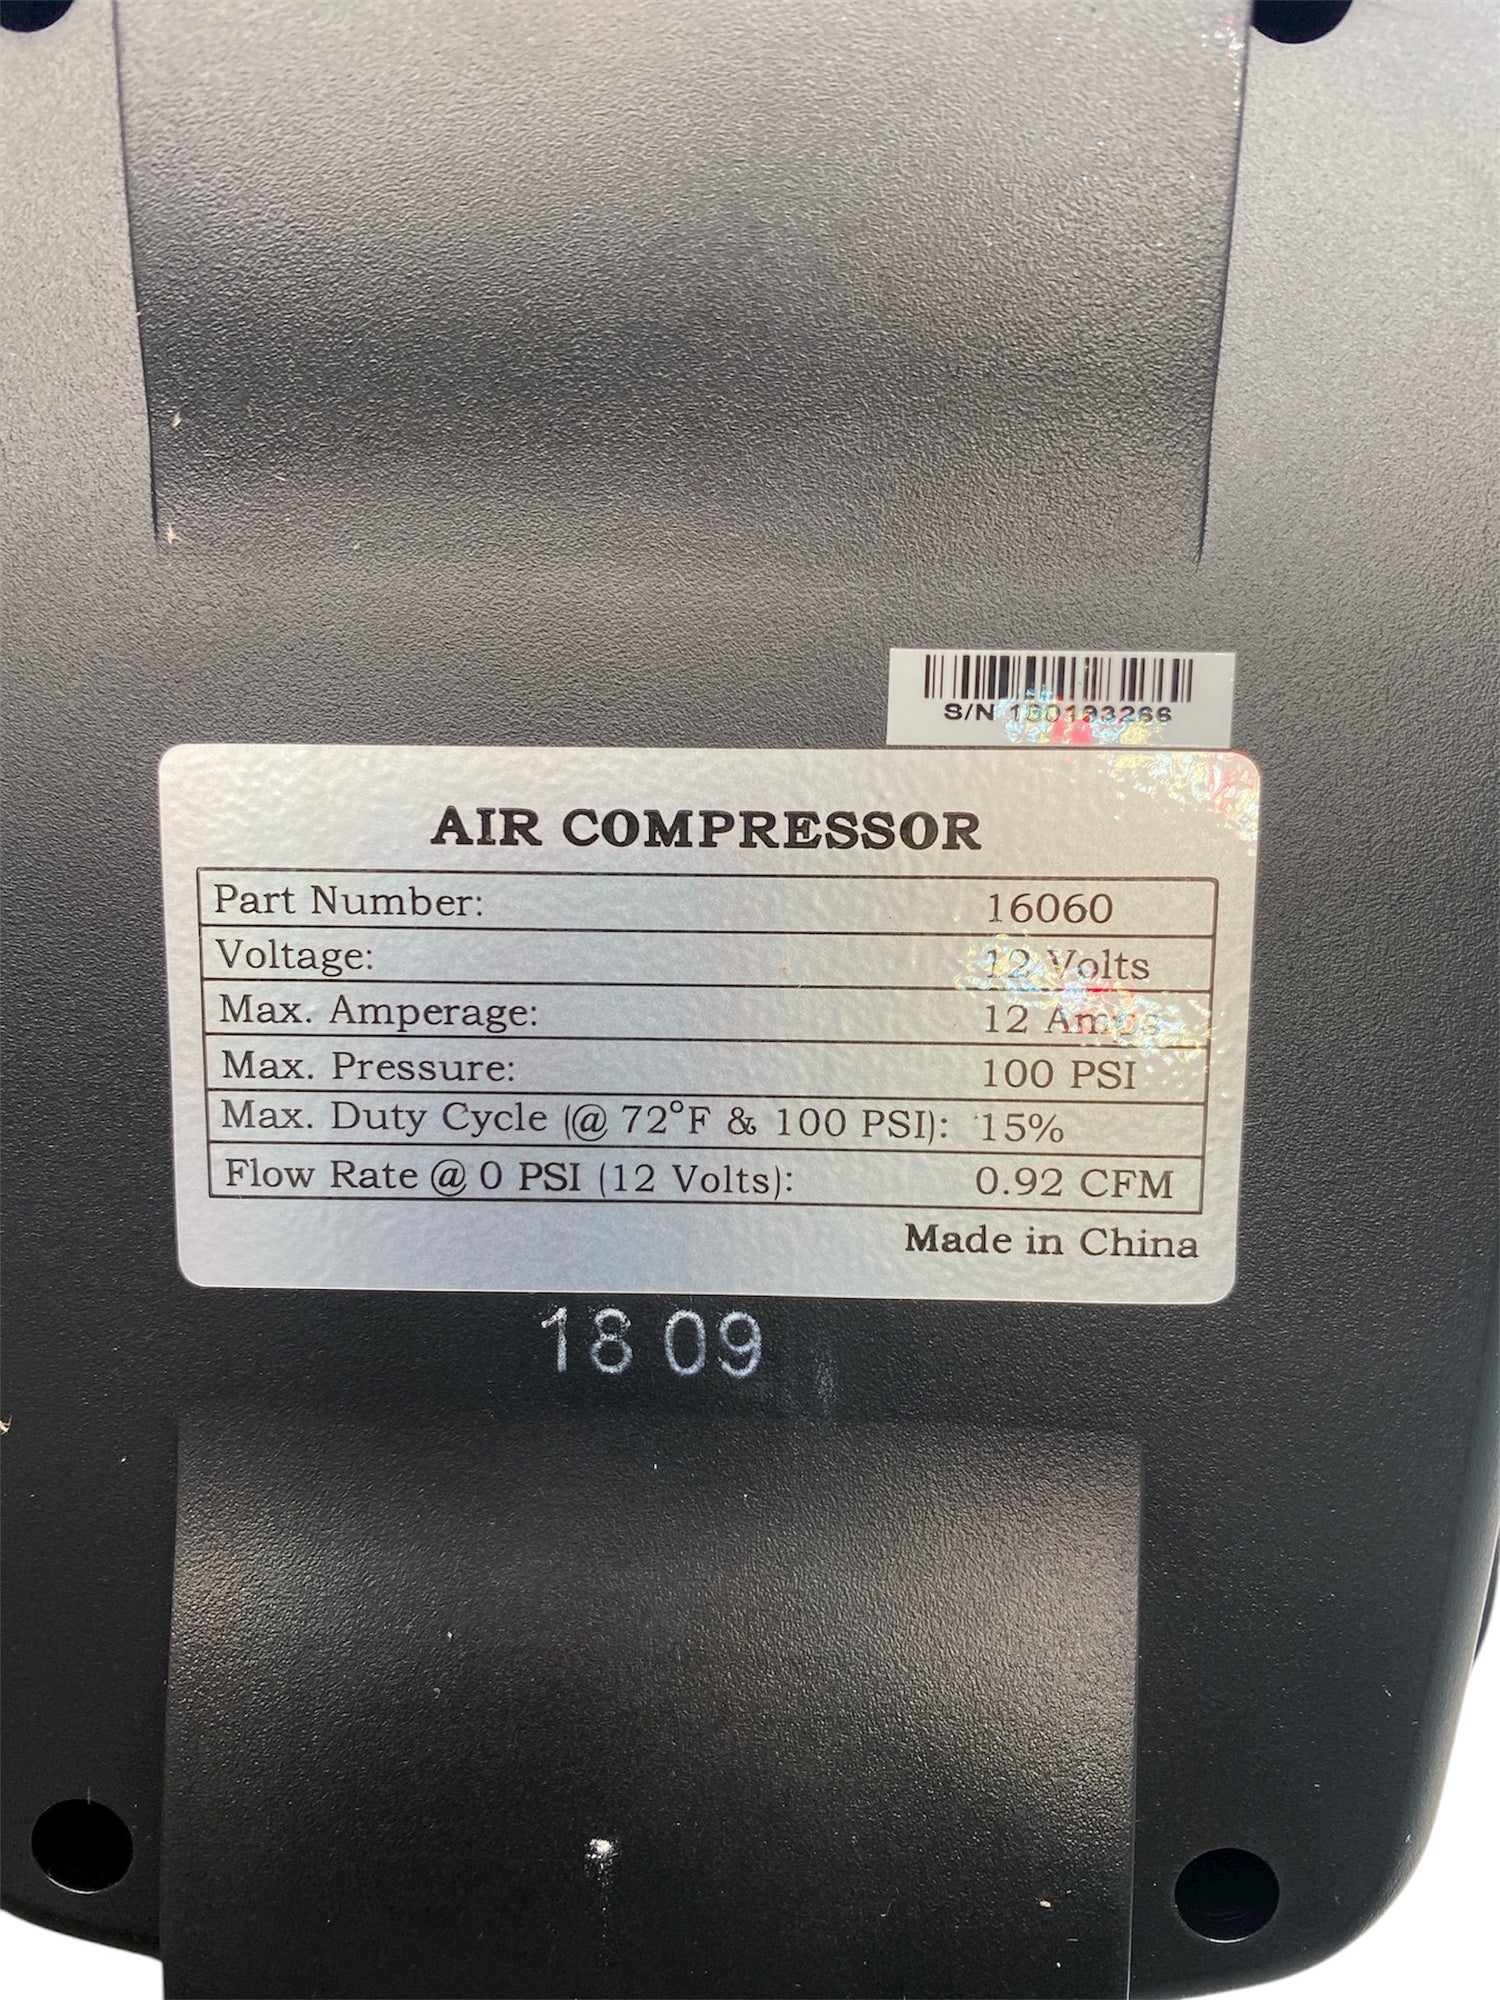 S/N 180193266
AIR COMPRESSOR
Part Number: 16060
Voltage: 12 Volts
Max. Amperage: 12 Amps
Max. Pressure: 100 PSI
Max. Duty Cycle (@ 72°F & 100 PSI): 15%
Flow Rate @ 0 PSI (12 Volts): 0.92 CFM
Made in China
18 09